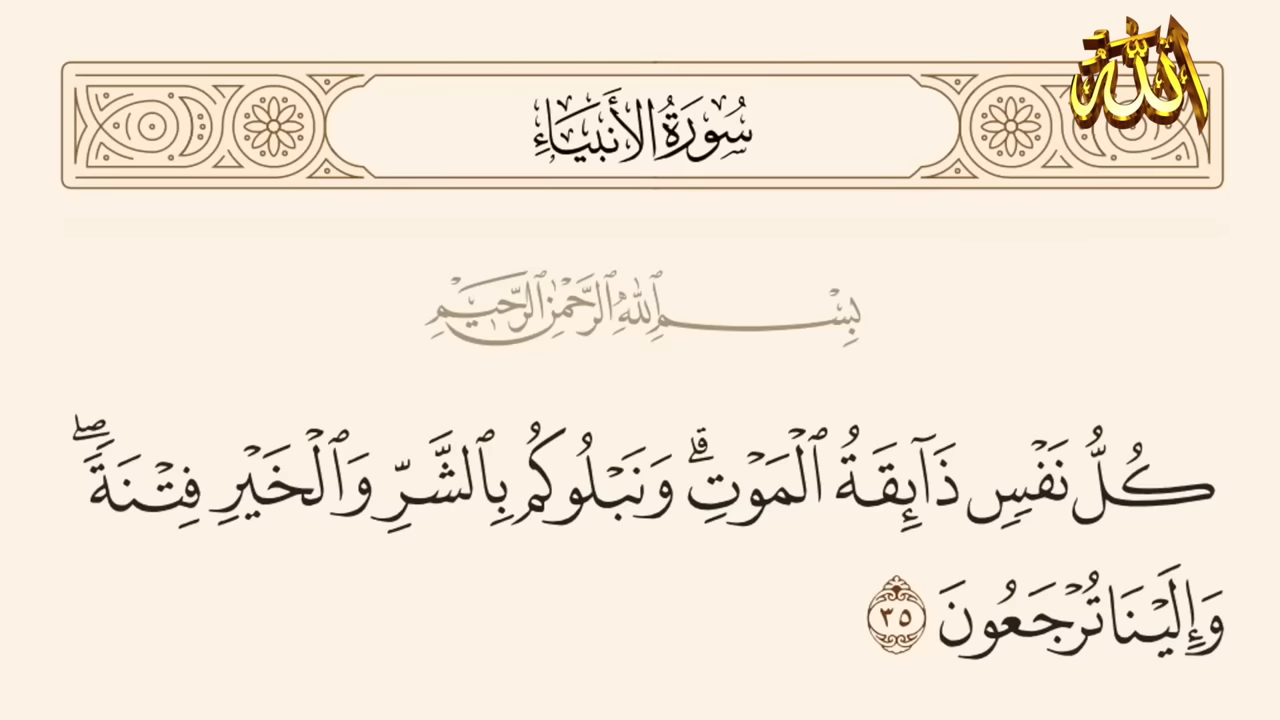 الله
سُورَةُ الأَنبِيَاءِ
بِسْمِ ٱللَّهِ ٱلرَّحْمَٰنِ ٱلرَّحِيمِ
كُلُّ نَفْسٍ ذَآئِقَةُ ٱلْمَوْتِ ۗ وَنَبْلُوكُم بِٱلشَّرِّ وَٱلْخَيْرِ فِتْنَةً ۖ
وَإِلَيْنَا تُرْجَعُونَ ٣٥